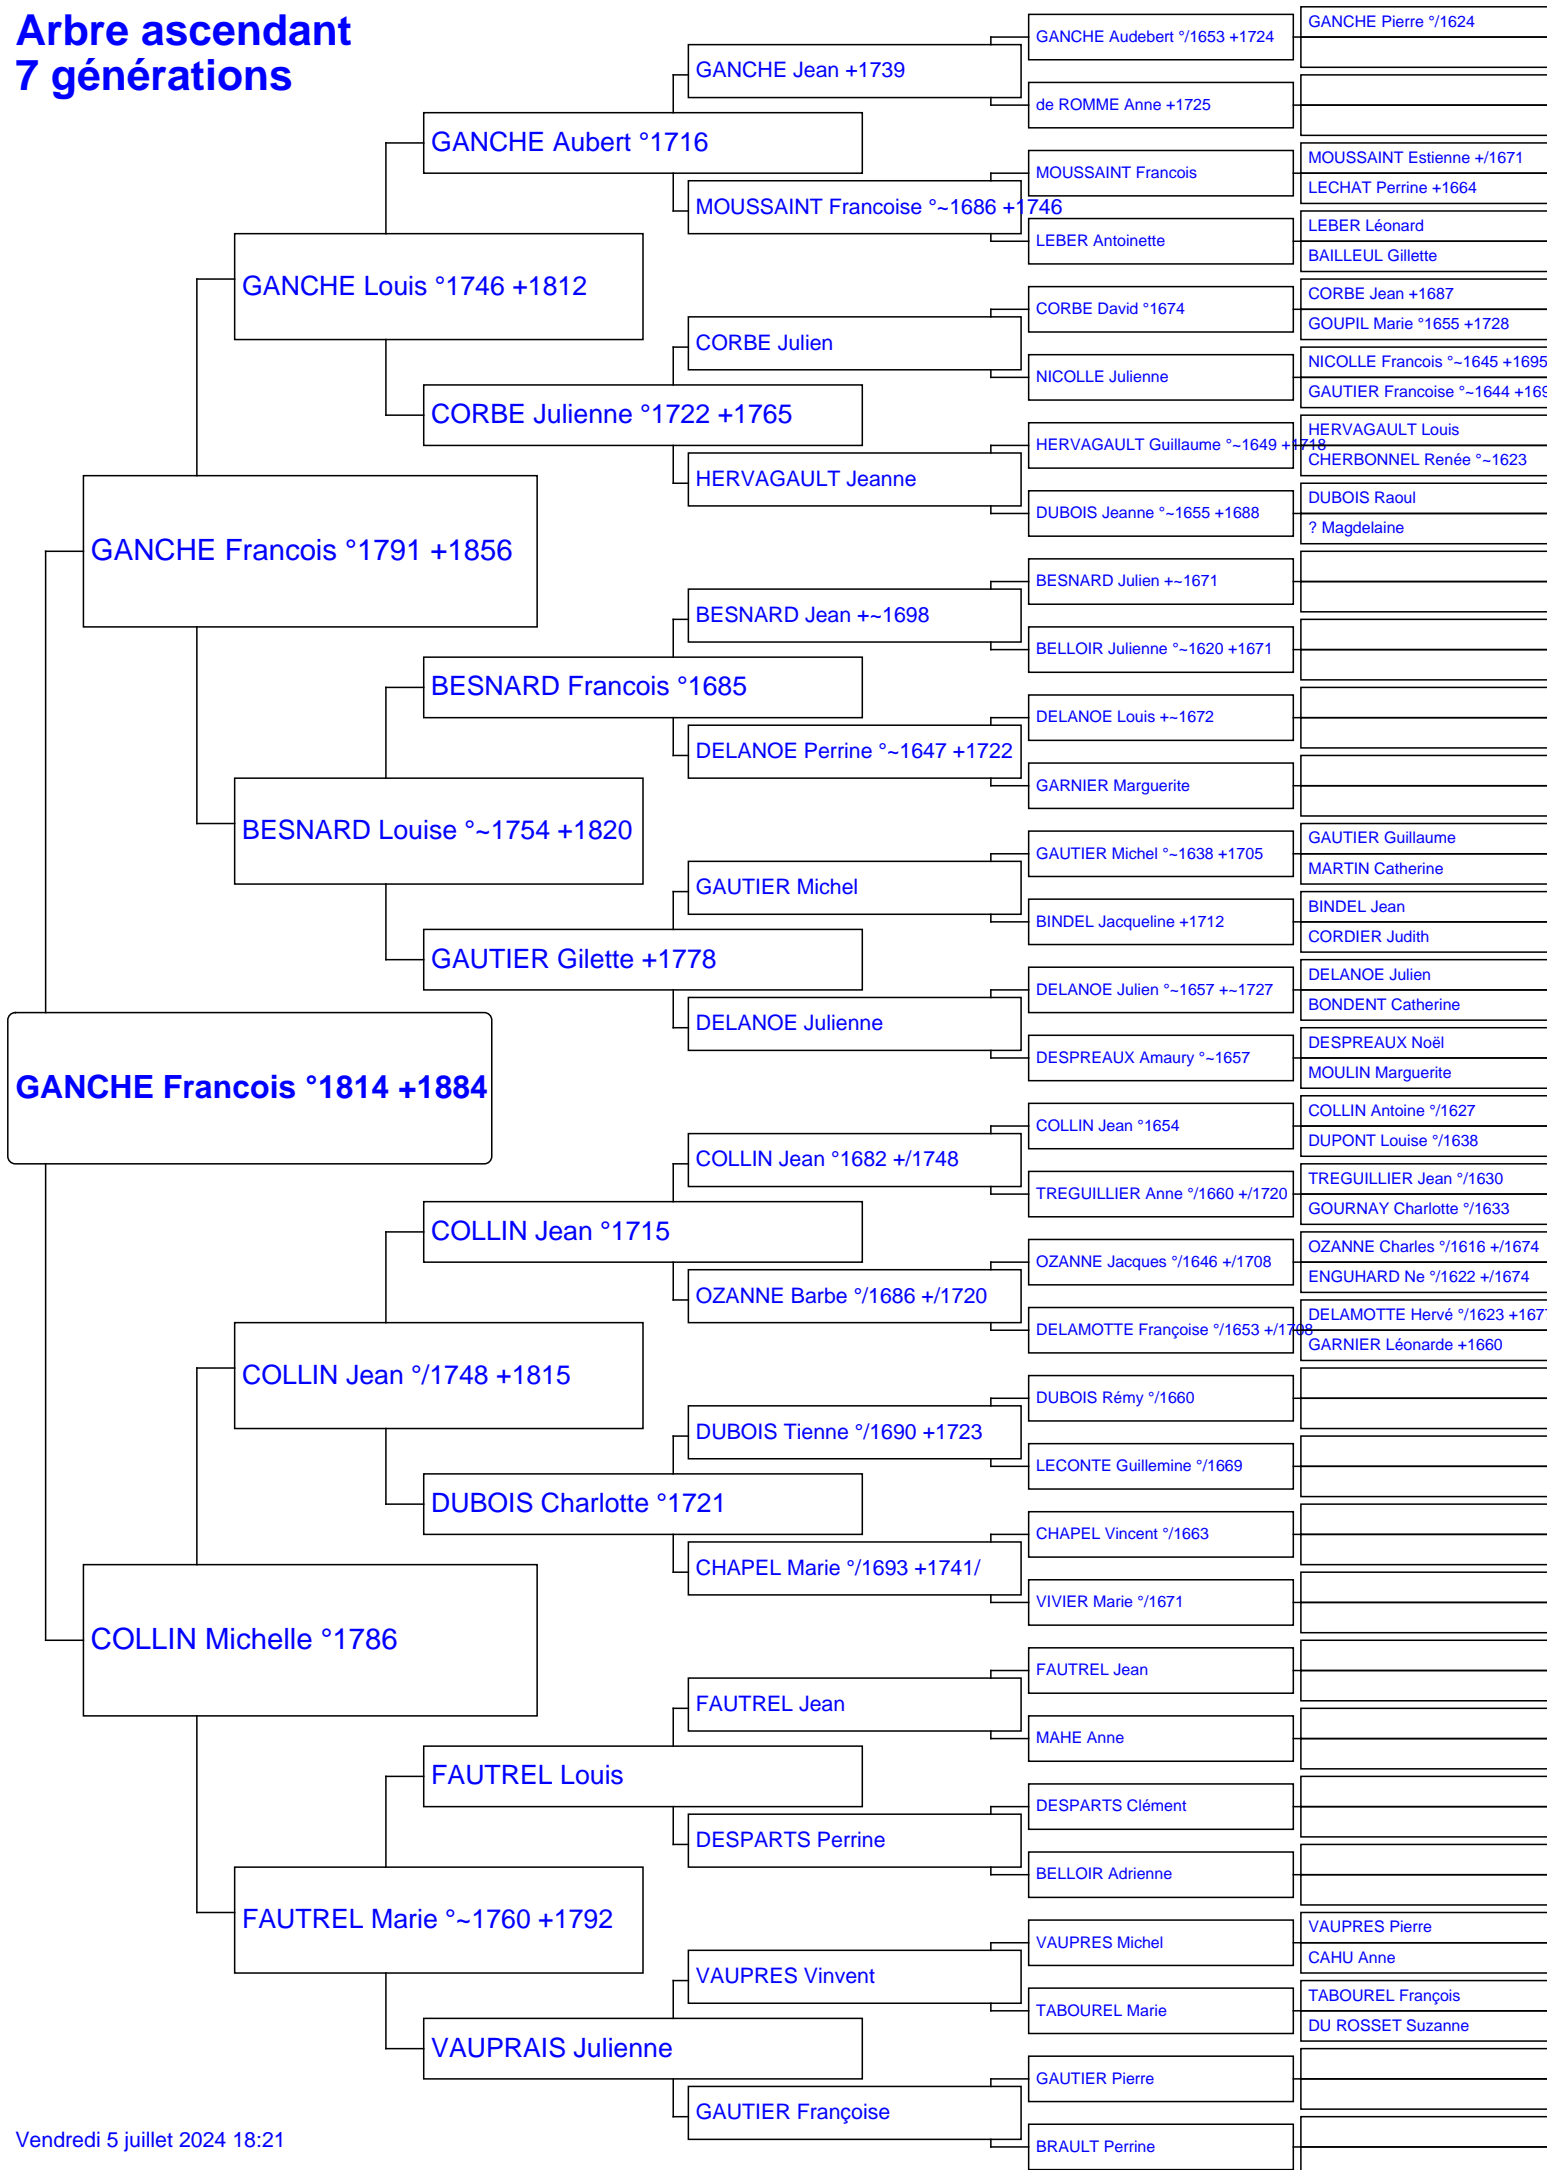 Arbre ascendant
7 générations
GANCHE Francois °1814 +1884
GANCHE Francois °1791 +1856
COLLIN Michelle °1786
GANCHE Louis °1746 +1812
BESNARD Louise °~1754 +1820
COLLIN Jean °/1748 +1815
FAUTREL Marie °~1760 +1792
GANCHE Aubert °1716
CORBE Julienne °1722 +1765
BESNARD Francois °1685
GAUTIER Gilette +1778
COLLIN Jean °1715
DUBOIS Charlotte °1721
FAUTREL Louis
VAUPRAIS Julienne
GANCHE Jean +1739
MOUSSAINT Francoise °~1686 +1746
CORBE Julien
HERVAGAULT Jeanne
BESNARD Jean +~1698
DELANOE Perrine °~1647 +1722
GAUTIER Michel
DELANOE Julienne
COLLIN Jean °1682 +/1748
OZANNE Barbe °/1686 +/1720
DUBOIS Tienne °/1690 +1723
CHAPEL Marie °/1693 +1741/
FAUTREL Jean
DESPARTS Perrine
VAUPRES Vinvent
GAUTIER Françoise
GANCHE Audebert °/1653 +1724
de ROMME Anne +1725
MOUSSAINT Francois
LEBER Antoinette
CORBE David °1674
NICOLLE Julienne
HERVAGAULT Guillaume °~1649 +1718
DUBOIS Jeanne °~1655 +1688
BESNARD Julien +~1671
BELLOIR Julienne °~1620 +1671
DELANOE Louis +~1672
GARNIER Marguerite
GAUTIER Michel °~1638 +1705
BINDEL Jacqueline +1712
DELANOE Julien °~1657 +~1727
DESPREAUX Amaury °~1657
COLLIN Jean °1654
TREGUILLIER Anne °/1660 +/1720
OZANNE Jacques °/1646 +/1708
DELAMOTTE Françoise °/1653 +/1708
DUBOIS Rémy °/1660
LECONTE Guillemine °/1669
CHAPEL Vincent °/1663
VIVIER Marie °/1671
FAUTREL Jean
MAHE Anne
DESPARTS Clément
BELLOIR Adrienne
VAUPRES Michel
TABOUREL Marie
GAUTIER Pierre
BRAULT Perrine
GANCHE Pierre °/1624
MOUSSAINT Estienne +/1671
LECHAT Perrine +1664
LEBER Léonard
BAILLEUL Gillette
CORBE Jean +1687
GOUPIL Marie °1655 +1728
NICOLLE Francois °~1645 +1695
GAUTIER Francoise °~1644 +169
HERVAGAULT Louis
CHERBONNEL Renée °~1623
DUBOIS Raoul
? Magdelaine
GAUTIER Guillaume
MARTIN Catherine
BINDEL Jean
CORDIER Judith
DELANOE Julien
BONDENT Catherine
DESPREAUX Noël
MOULIN Marguerite
COLLIN Antoine °/1627
DUPONT Louise °/1638
TREGUILLIER Jean °/1630
GOURNAY Charlotte °/1633
OZANNE Charles °/1616 +/1674
ENGUHARD Ne °/1622 +/1674
DELAMOTTE Hervé °/1623 +1677
GARNIER Léonarde +1660
VAUPRES Pierre
CAHU Anne
TABOUREL François
DU ROSSET Suzanne
Vendredi 5 juillet 2024 18:21